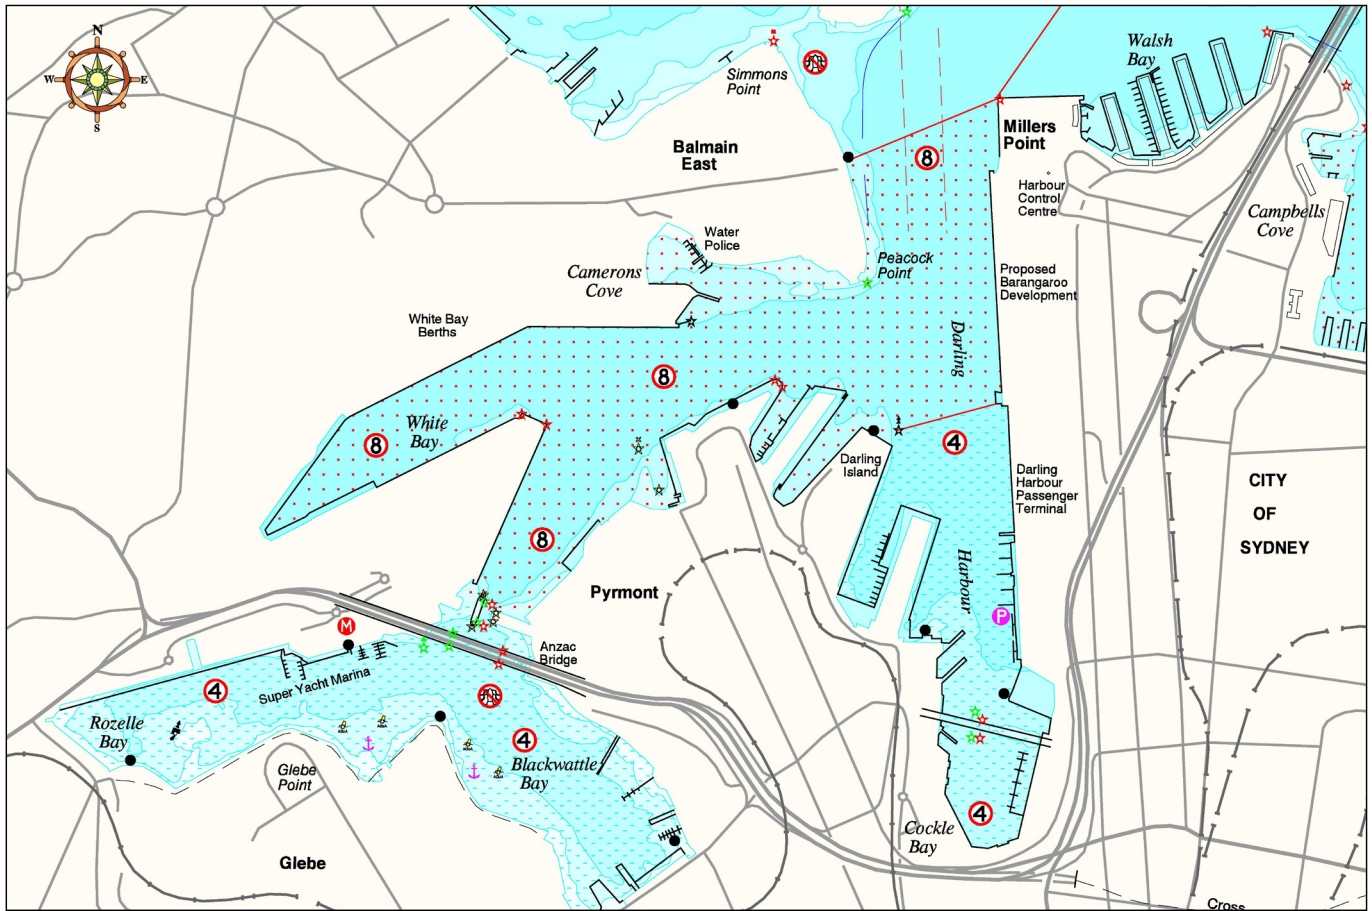 N
W
E
S
Walsh
Bay
Simmons
Point
Millers
Point
Balmain
East
8
Harbour
Control
Centre
Campbells
Cove
Water
Police
Peacock
Point
Camerons
Cove
Proposed
Barangaroo
Development
White Bay
Berths
Darling
8
White
Bay
8
4
Darling
Island
Darling
Harbour
Passenger
Terminal
CITY
OF
SYDNEY
8
Harbour
Pyrmont
P
M
Anzac
Bridge
Super Yacht Marina
4
Rozelle
Bay
4
Blackwattle
Bay
Glebe
Point
4
Cockle
Bay
Glebe
Cross